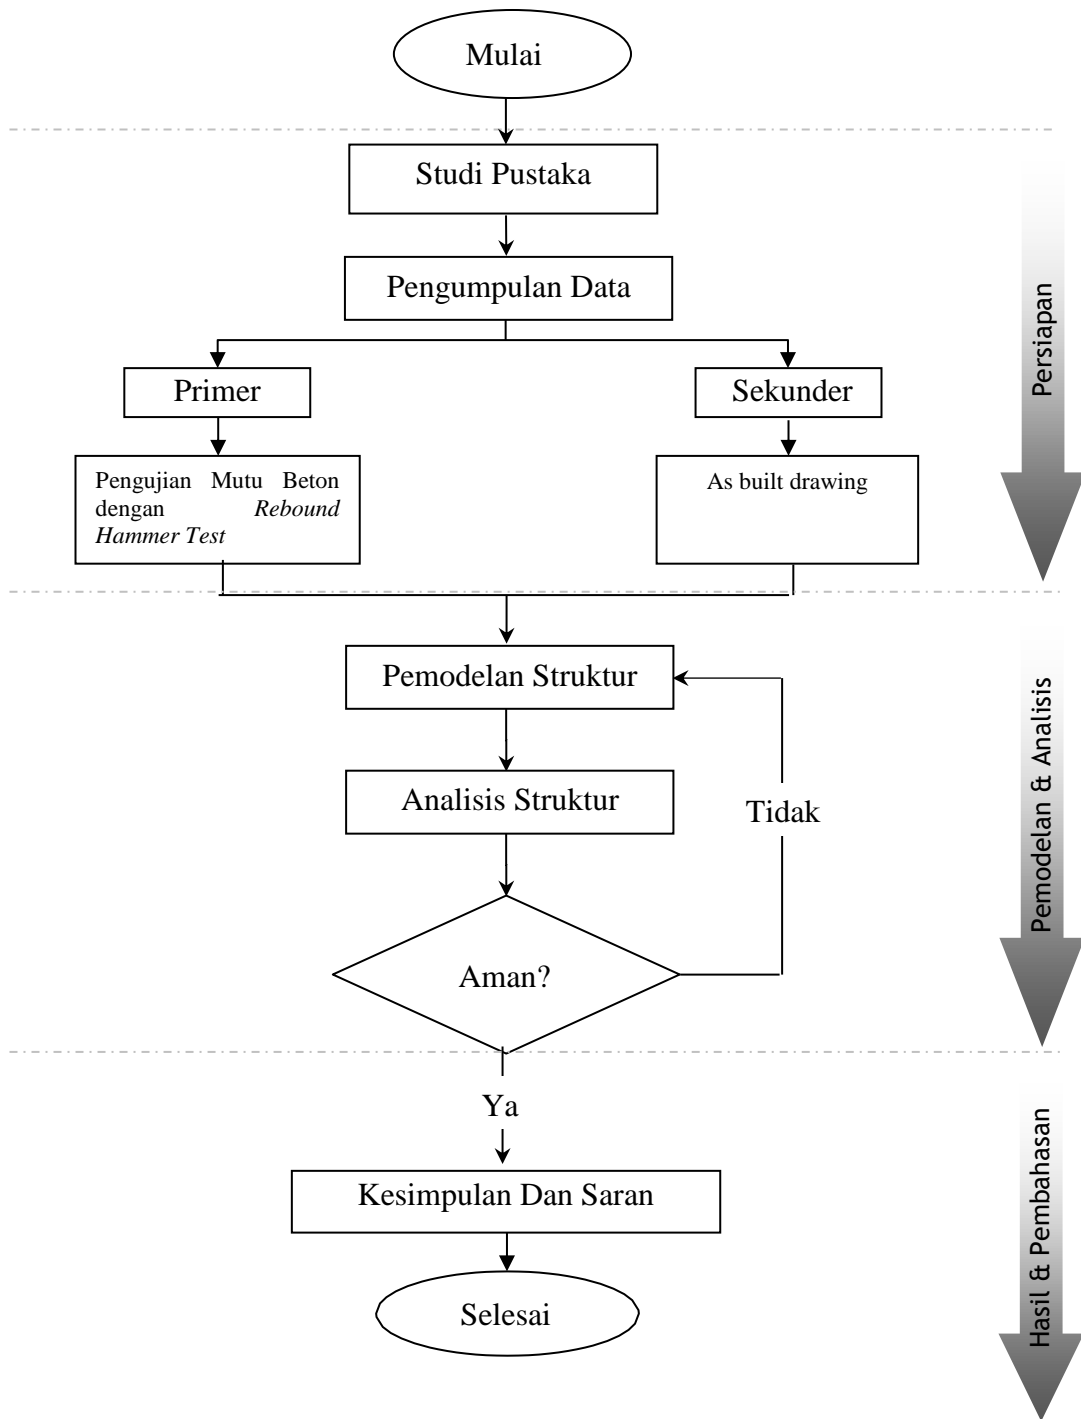 Mulai
Studi Pustaka
Pengumpulan Data
Primer
Sekunder
Pengujian Mutu Beton
dengan Rebound
Hammer Test
As built drawing
Persiapan
Pemodelan Struktur
Analisis Struktur
Tidak
Aman?
Pemodelan & Analisis
Ya
Kesimpulan Dan Saran
Selesai
Hasil & Pembahasan